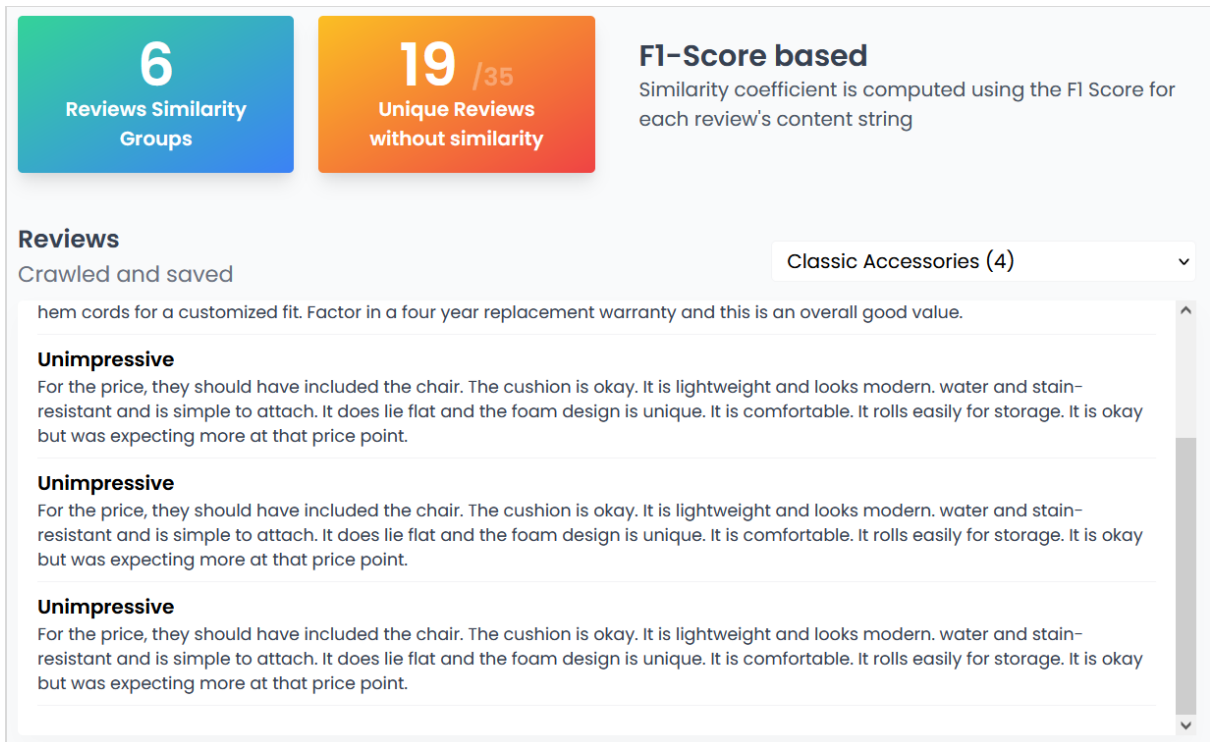 6
Reviews Similarity
Groups
19 /35
Unique Reviews
without similarity
F1-Score based
Similarity coefficient is computed using the F1 Score for
each review's content string
Reviews
Crawled and saved
Classic Accessories (4)
hem cords for a customized fit. Factor in a four year replacement warranty and this is an overall good value.
Unimpressive
For the price, they should have included the chair. The cushion is okay. It is lightweight and looks modern. water and stain-
resistant and is simple to attach. It does lie flat and the foam design is unique. It is comfortable. It rolls easily for storage. It is okay
but was expecting more at that price point.
Unimpressive
For the price, they should have included the chair. The cushion is okay. It is lightweight and looks modern. water and stain-
resistant and is simple to attach. It does lie flat and the foam design is unique. It is comfortable. It rolls easily for storage. It is okay
but was expecting more at that price point.
Unimpressive
For the price, they should have included the chair. The cushion is okay. It is lightweight and looks modern. water and stain-
resistant and is simple to attach. It does lie flat and the foam design is unique. It is comfortable. It rolls easily for storage. It is okay
but was expecting more at that price point.